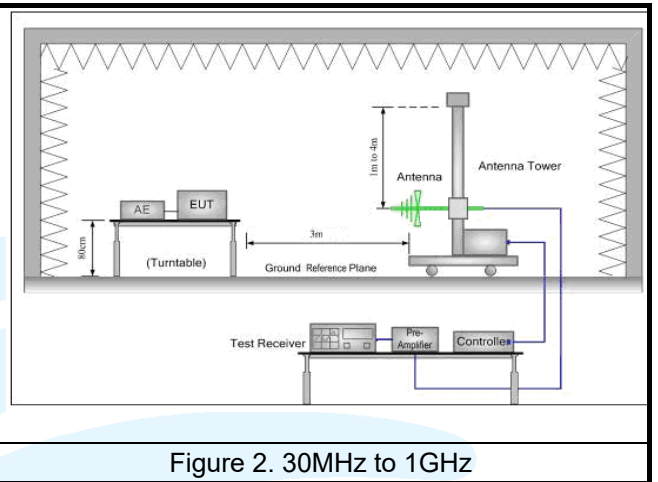 1m to 4m
Antenna
Antenna Tower
AE
EUT
80cm
(Turntable)
3m
Ground Reference Plane
Test Receiver
Pre-
Amplifier
Controller
Figure 2. 30MHz to 1GHz